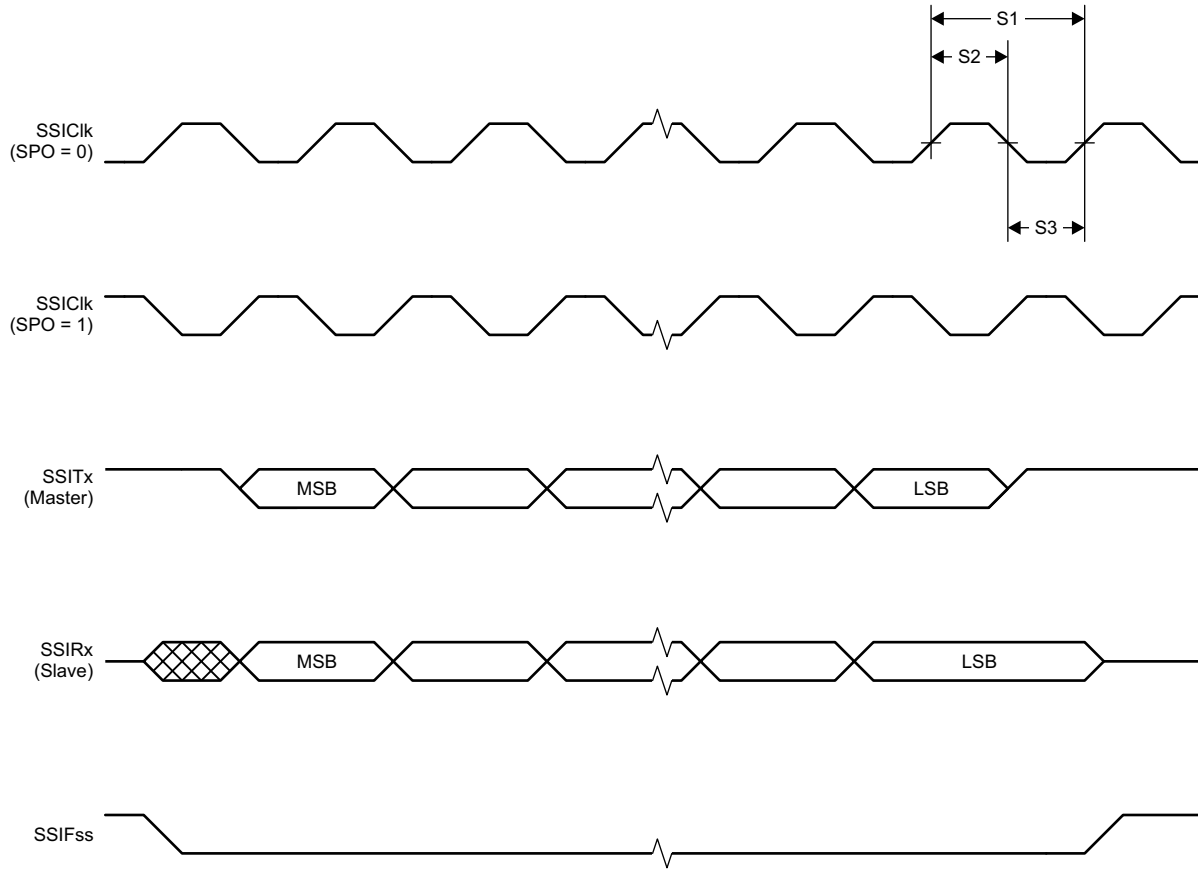 S1
S2
SSIClk
(SPO = 0)
S3
SSIClk
(SPO = 1)
SSITx
(Master)
MSB
LSB
SSIRx
(Slave)
MSB
LSB
SSIFss